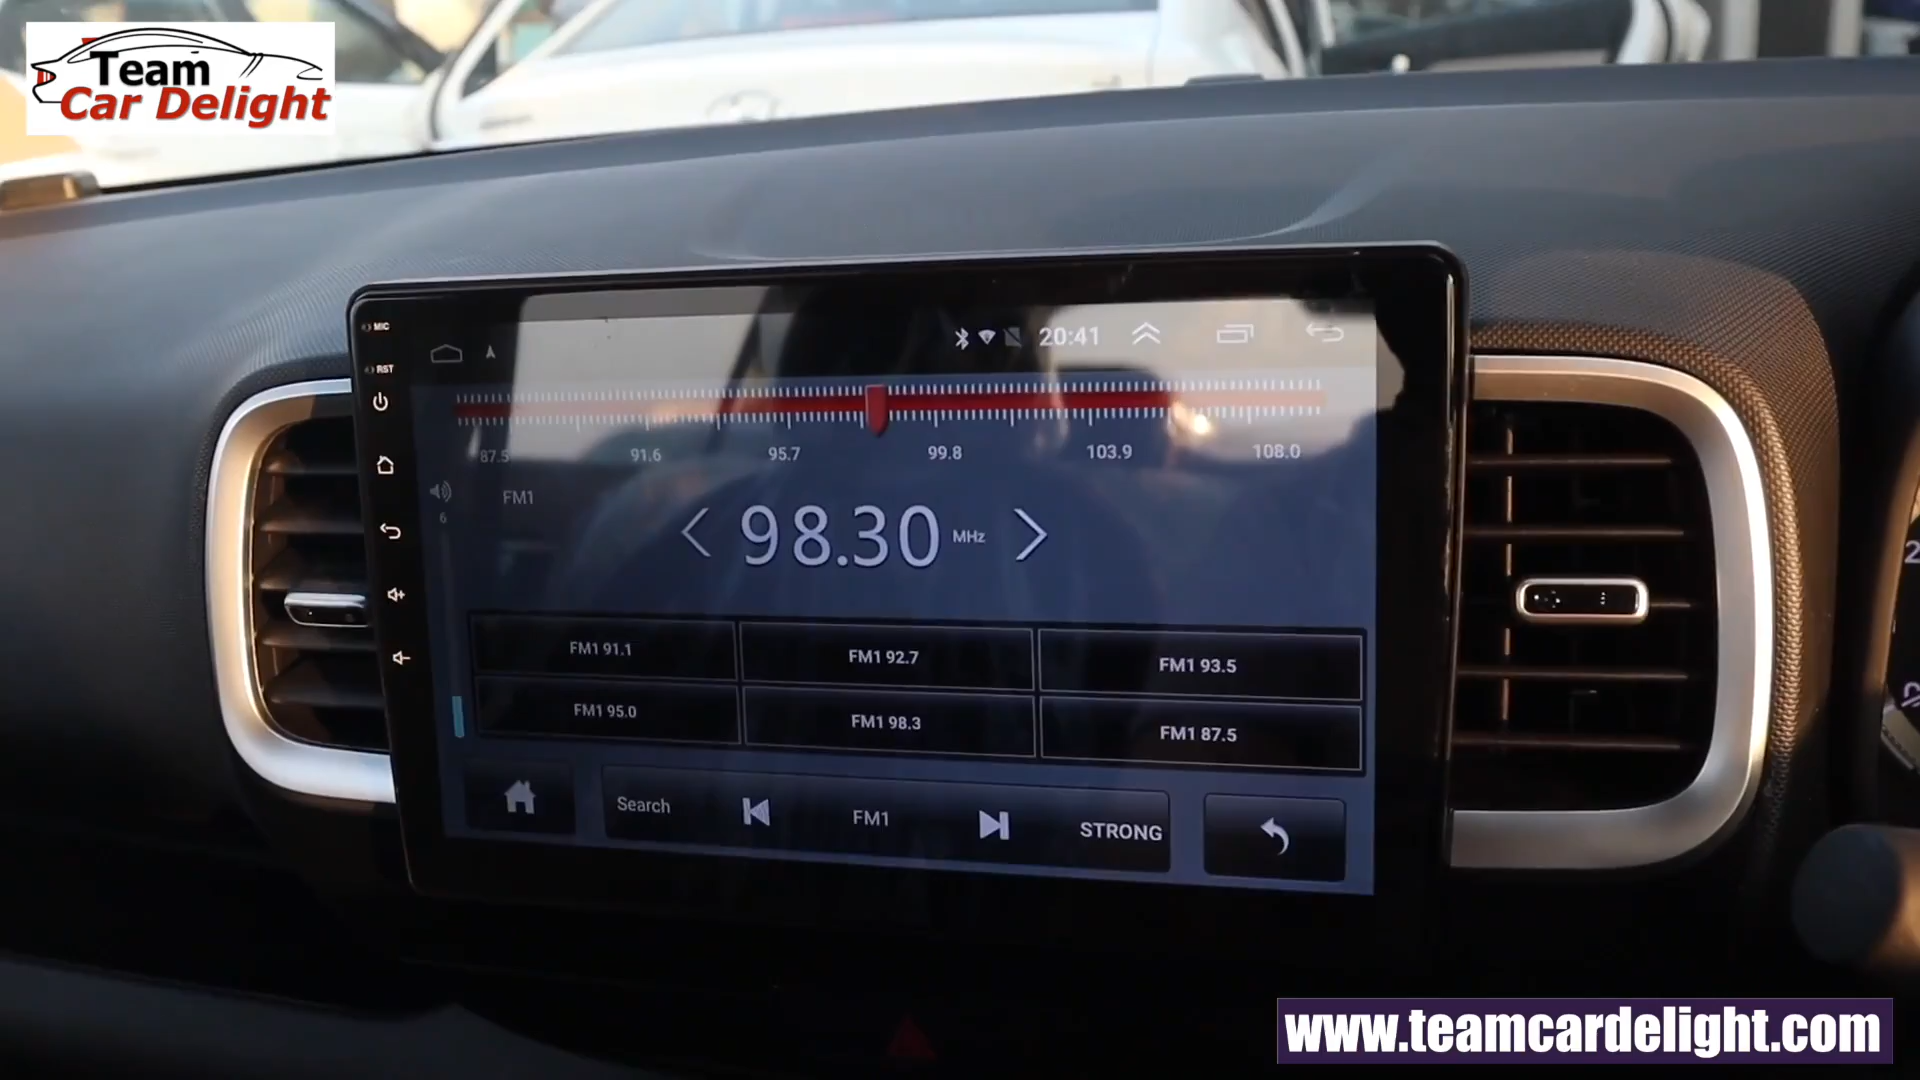 Team
Car Delight
MIC
RST
20:41
87.5 91.6 95.7 99.8 103.9 108.0
FM1
6
98.30 MHz
FM1 91.1 FM1 92.7 FM1 93.5
FM1 95.0 FM1 98.3 FM1 87.5
Search FM1 STRONG
www.teamcardelight.com